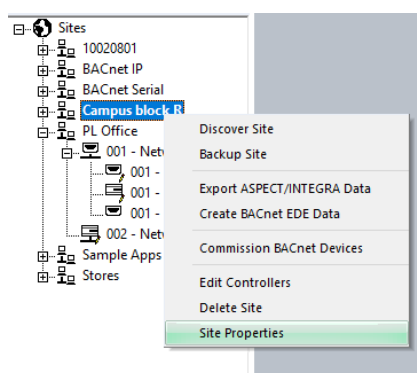 Sites
10020801
BACnet IP
BACnet Serial
Campus block R
PL Office
001 - Net
001 -
001 -
001 -
002 - Net
Sample Apps
Stores
Discover Site
Backup Site
Export ASPECT/INTEGRA Data
Create BACnet EDE Data
Commission BACnet Devices
Edit Controllers
Delete Site
Site Properties